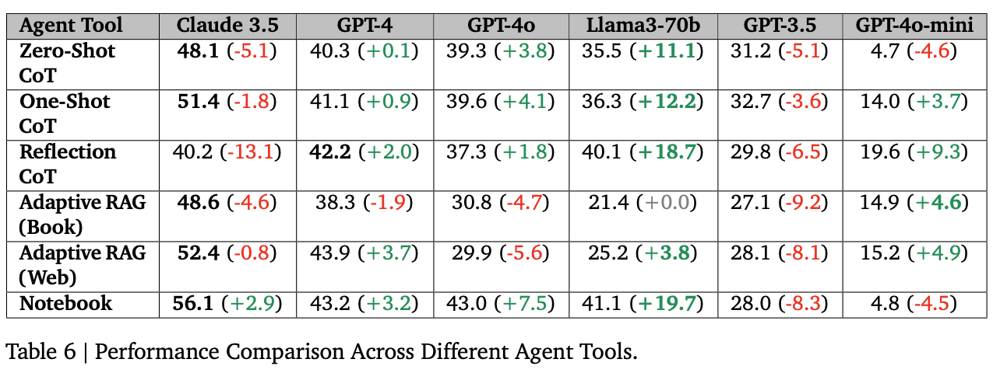 Agent Tool Claude 3.5 GPT-4 GPT-4o Llama3-70b GPT-3.5 GPT-4o-mini
Zero-Shot CoT 48.1 (-5.1) 40.3 (+0.1) 39.3 (+3.8) 35.5 (+11.1) 31.2 (-5.1) 4.7 (-4.6)
One-Shot CoT 51.4 (-1.8) 41.1 (+0.9) 39.6 (+4.1) 36.3 (+12.2) 32.7 (-3.6) 14.0 (+3.7)
Reflection CoT 40.2 (-13.1) 42.2 (+2.0) 37.3 (+1.8) 40.1 (+18.7) 29.8 (-6.5) 19.6 (+9.3)
Adaptive RAG (Book) 48.6 (-4.6) 38.3 (-1.9) 30.8 (-4.7) 21.4 (+0.0) 27.1 (-9.2) 14.9 (+4.6)
Adaptive RAG (Web) 52.4 (-0.8) 43.9 (+3.7) 29.9 (-5.6) 25.2 (+3.8) 28.1 (-8.1) 15.2 (+4.9)
Notebook 56.1 (+2.9) 43.2 (+3.2) 43.0 (+7.5) 41.1 (+19.7) 28.0 (-8.3) 4.8 (-4.5)
Table 6 | Performance Comparison Across Different Agent Tools.